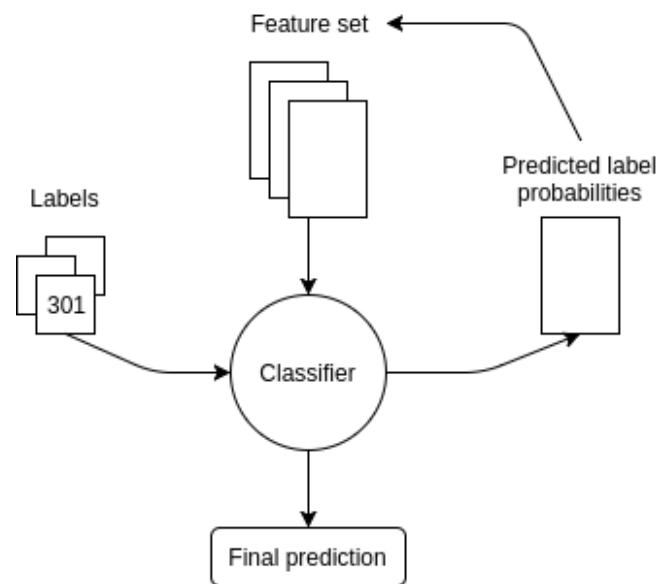 Feature set
Predicted label
probabilities
Labels
301
Classifier
Final prediction